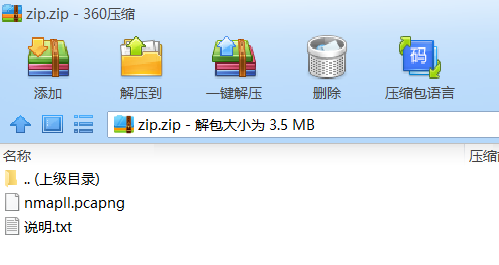 zip.zip - 360压缩
添加 解压到 一键解压 删除 码 压缩包语言
zip.zip - 解包大小为 3.5 MB
名称 压缩前
.. (上级目录)
nmapll.pcapng
说明.txt